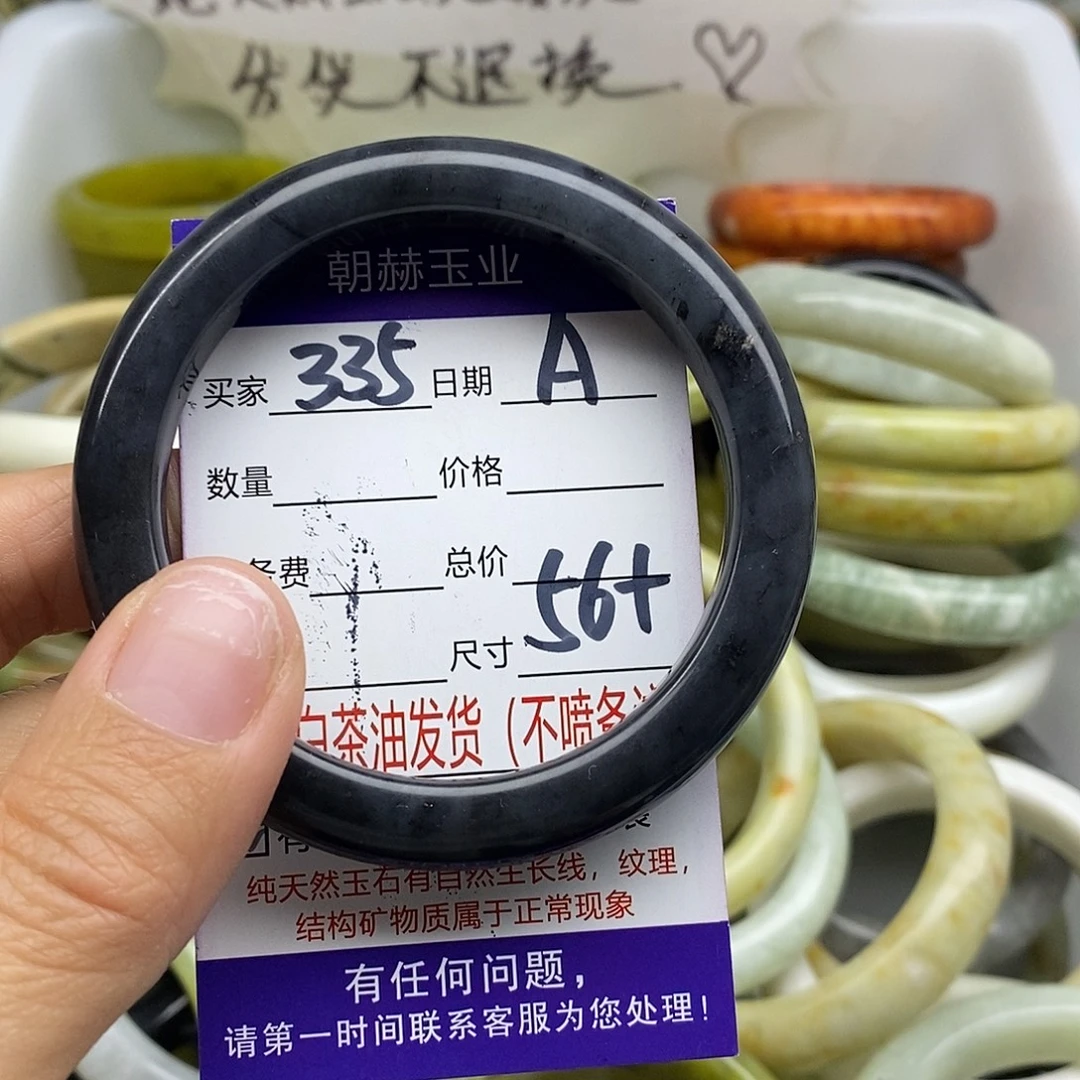 不退换
朝赫玉业
买家 335 日期 A
数量 价格
费 总价
尺寸 56+
白茶油发货（不喷备注
有
纯天然玉石有自然生长线，纹理，
结构矿物质属于正常现象
有任何问题，
请第一时间联系客服为您处理！